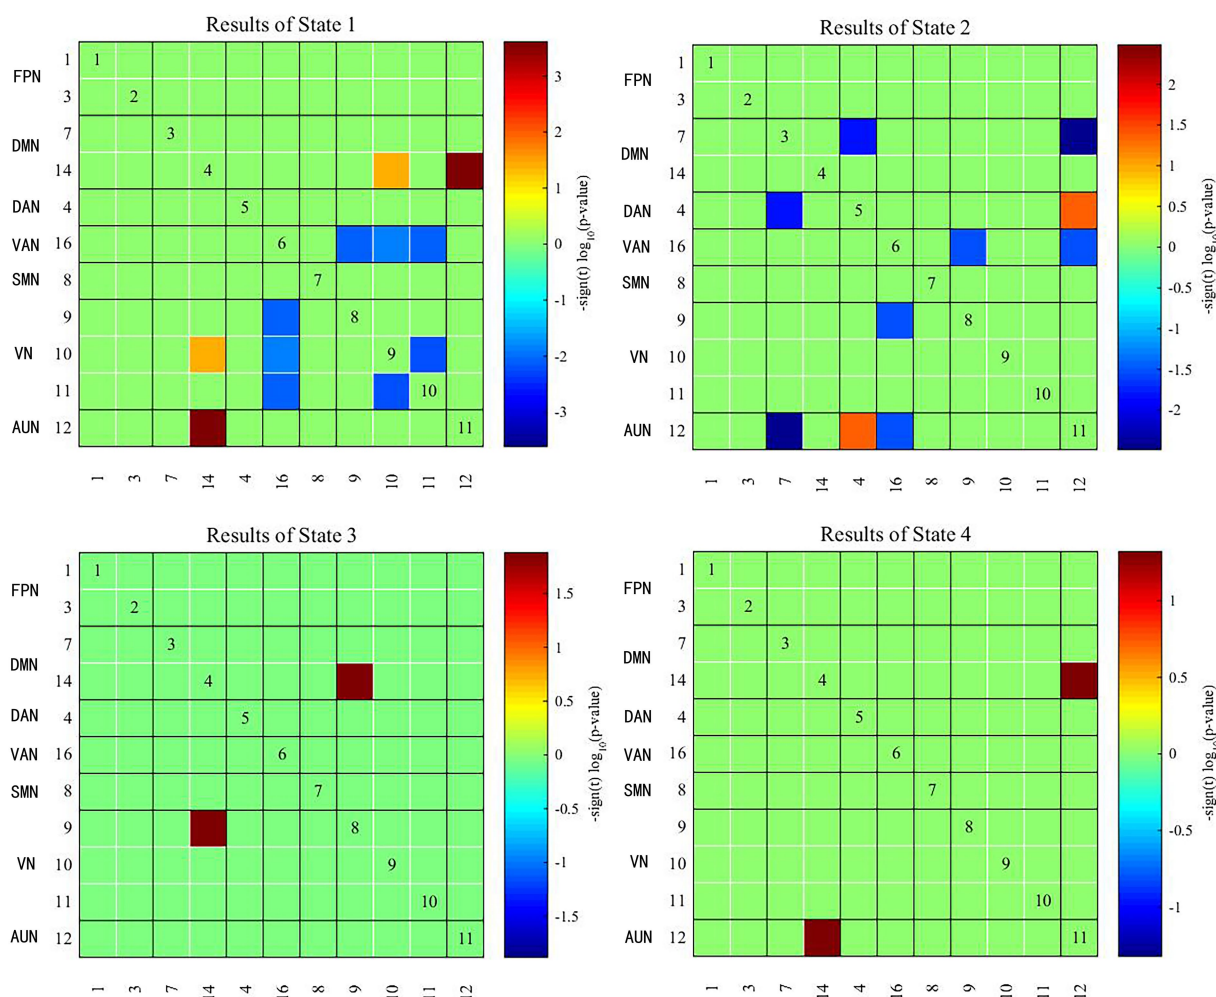 Results of State 1
FPN
DMN
DAN
VAN
SMN
VN
AUN
1
3
7
14
4
16
8
9
10
11
12
1
2
3
4
5
6
7
8
9
10
11
1 3 7 14 4 16 8 9 10 11 12
3
2
1
0
-1
-2
-3
-sign(t) log10(p-value)
Results of State 2
FPN
DMN
DAN
VAN
SMN
VN
AUN
1
3
7
14
4
16
8
9
10
11
12
1
2
3
4
5
6
7
8
9
10
11
1 3 7 14 4 16 8 9 10 11 12
2
1.5
1
0.5
0
-0.5
-1
-1.5
-2
-sign(t) log10(p-value)
Results of State 3
FPN
DMN
DAN
VAN
SMN
VN
AUN
1
3
7
14
4
16
8
9
10
11
12
1
2
3
4
5
6
7
8
9
10
11
1 3 7 14 4 16 8 9 10 11 12
1.5
1
0.5
0
-0.5
-1
-1.5
-sign(t) log10(p-value)
Results of State 4
FPN
DMN
DAN
VAN
SMN
VN
AUN
1
3
7
14
4
16
8
9
10
11
12
1
2
3
4
5
6
7
8
9
10
11
1 3 7 14 4 16 8 9 10 11 12
1
0.5
0
-0.5
-1
-sign(t) log10(p-value)